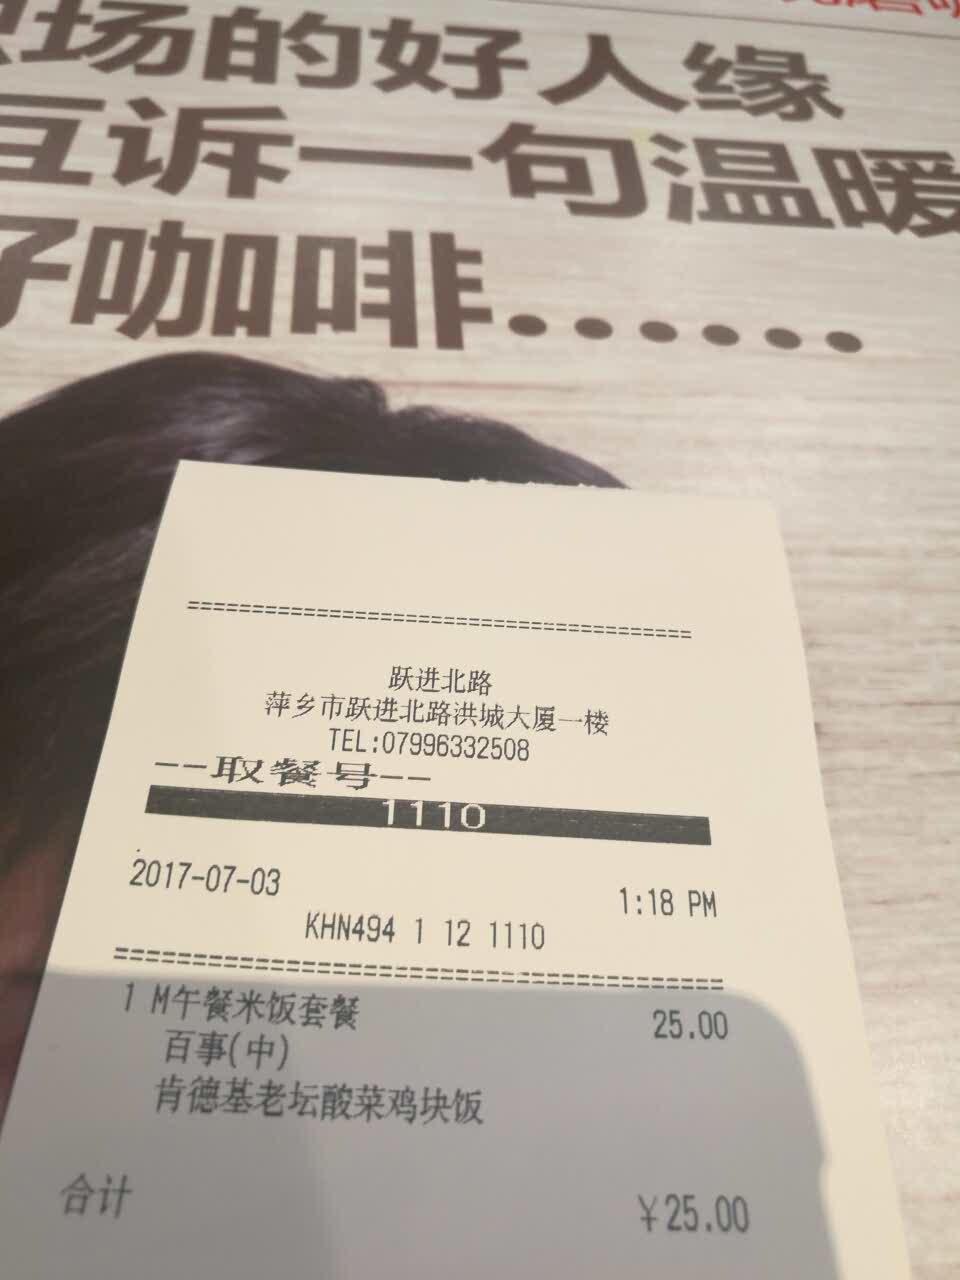 场的好人缘
互诉一句温暖
好咖啡......
========================================
跃进北路
萍乡市跃进北路洪城大厦一楼
TEL:07996332508
--取餐号--
1110
2017-07-03 1:18 PM
KHN494 1 12 1110
========================================
1 M午餐米饭套餐 25.00
百事(中)
肯德基老坛酸菜鸡块饭
合计 ¥25.00